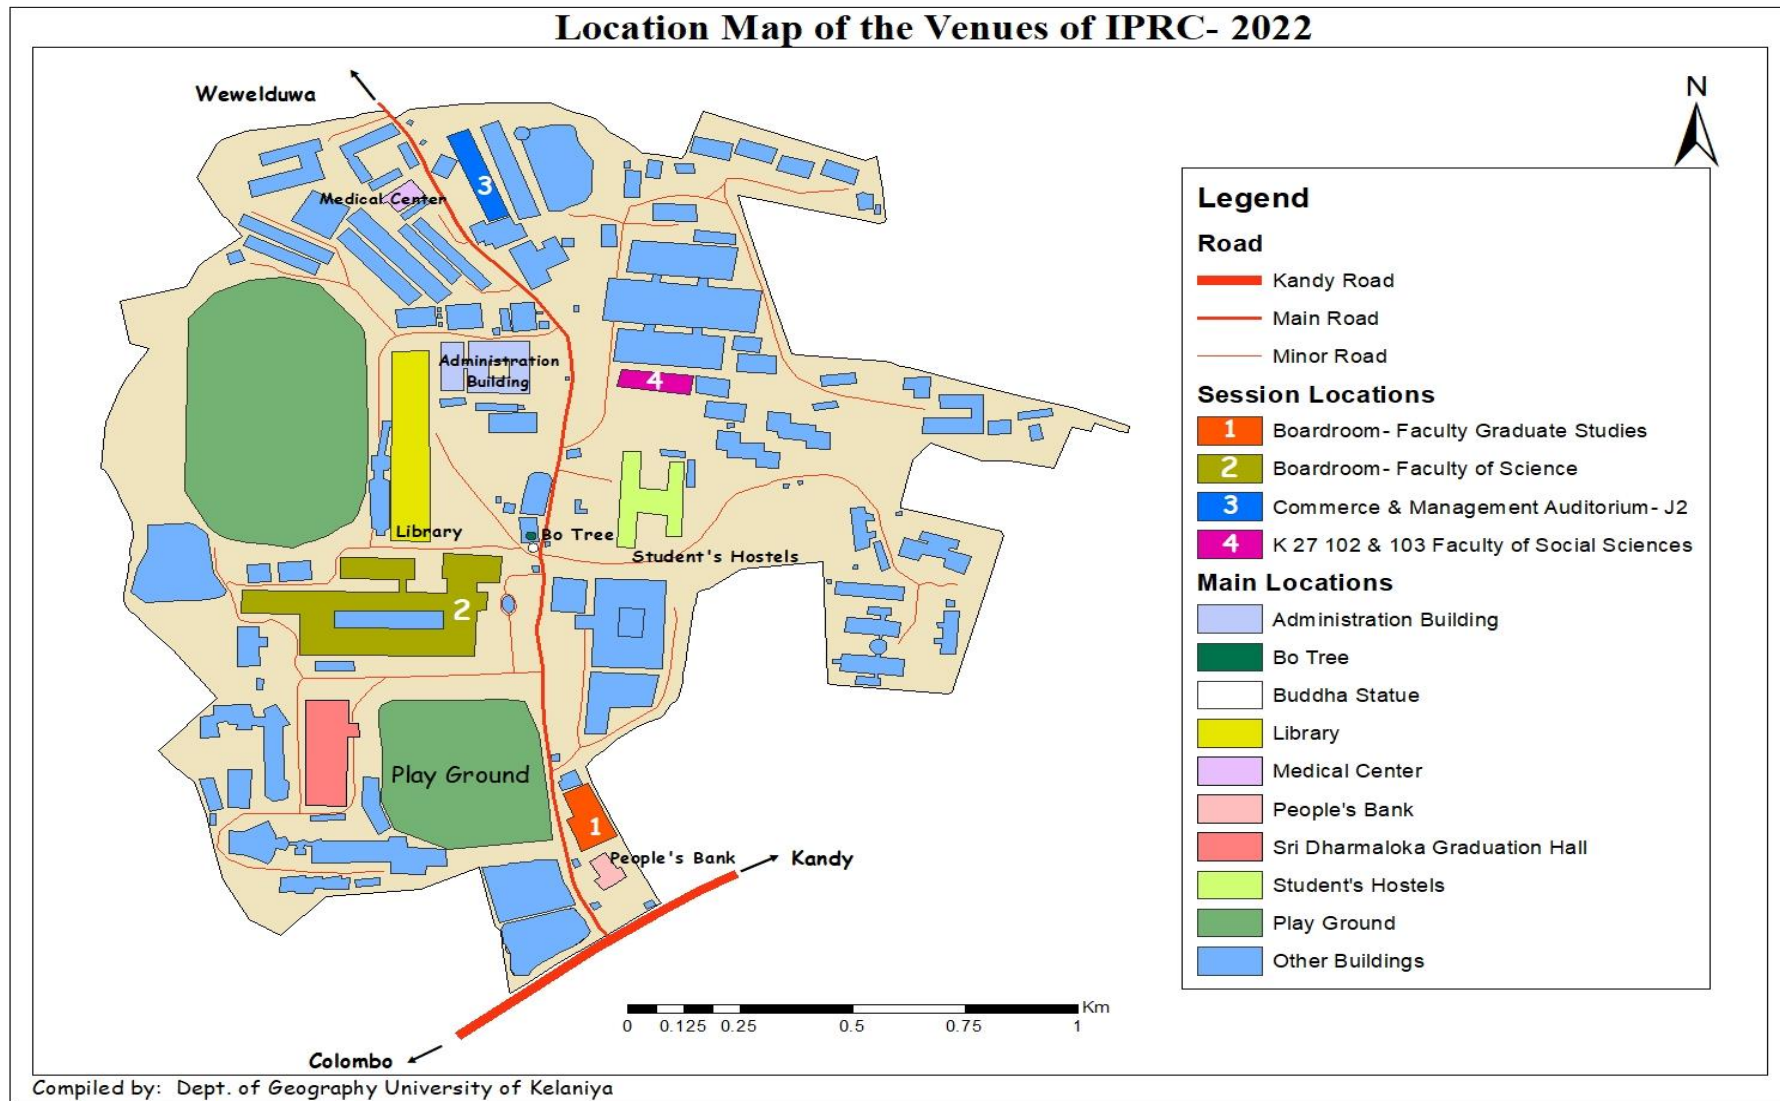 Location Map of the Venues of IPRC- 2022
Wewelduwa
N
Medical Center
3
Administration
Building
4
Library
Bo Tree
Student's Hostels
2
Play Ground
1
People's Bank
Kandy
Colombo
Km
0 0.125 0.25 0.5 0.75 1
Legend
Road
Kandy Road
Main Road
Minor Road
Session Locations
1 Boardroom- Faculty Graduate Studies
2 Boardroom- Faculty of Science
3 Commerce & Management Auditorium- J2
4 K 27 102 & 103 Faculty of Social Sciences
Main Locations
Administration Building
Bo Tree
Buddha Statue
Library
Medical Center
People's Bank
Sri Dharmaloka Graduation Hall
Student's Hostels
Play Ground
Other Buildings
Compiled by: Dept. of Geography University of Kelaniya